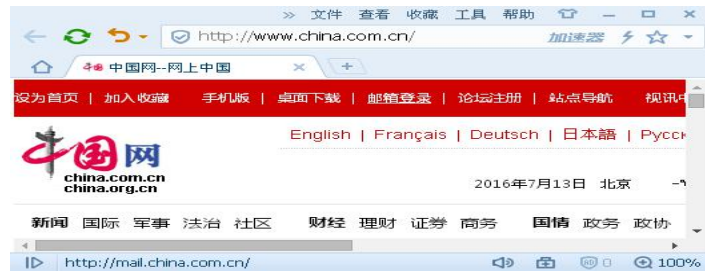 » 文件 查看 收藏 工具 帮助
http://www.china.com.cn/ 加速器
中国网--网上中国
设为首页 | 加入收藏 手机版 | 桌面下载 | 邮箱登录 | 论坛注册 | 站点导航 视讯
English | Français | Deutsch | 日本語 | Русск
中国网
china.com.cn
china.org.cn
2016年7月13日 北京
新闻 国际 军事 法治 社区 财经 理财 证券 商务 国情 政务 政协
http://mail.china.com.cn/ 0 100%